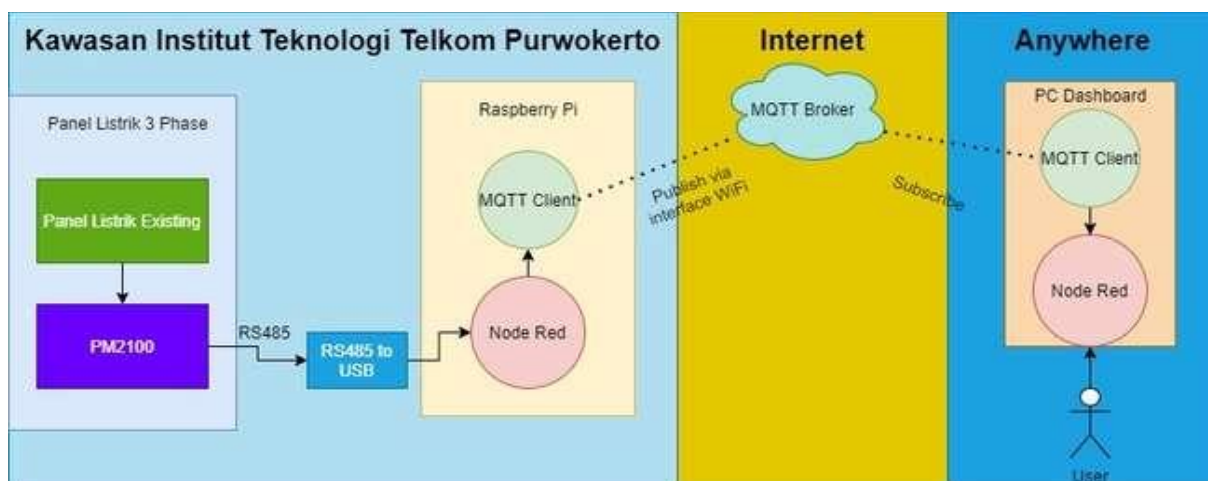 Kawasan Institut Teknologi Telkom Purwokerto
Internet
Anywhere
Panel Listrik 3 Phase
Panel Listrik Existing
PM2100
RS485
RS485 to
USB
Raspberry Pi
MQTT Client
Node Red
Publish via
interface WiFi
MQTT Broker
Subscribe
PC Dashboard
MQTT Client
Node Red
User